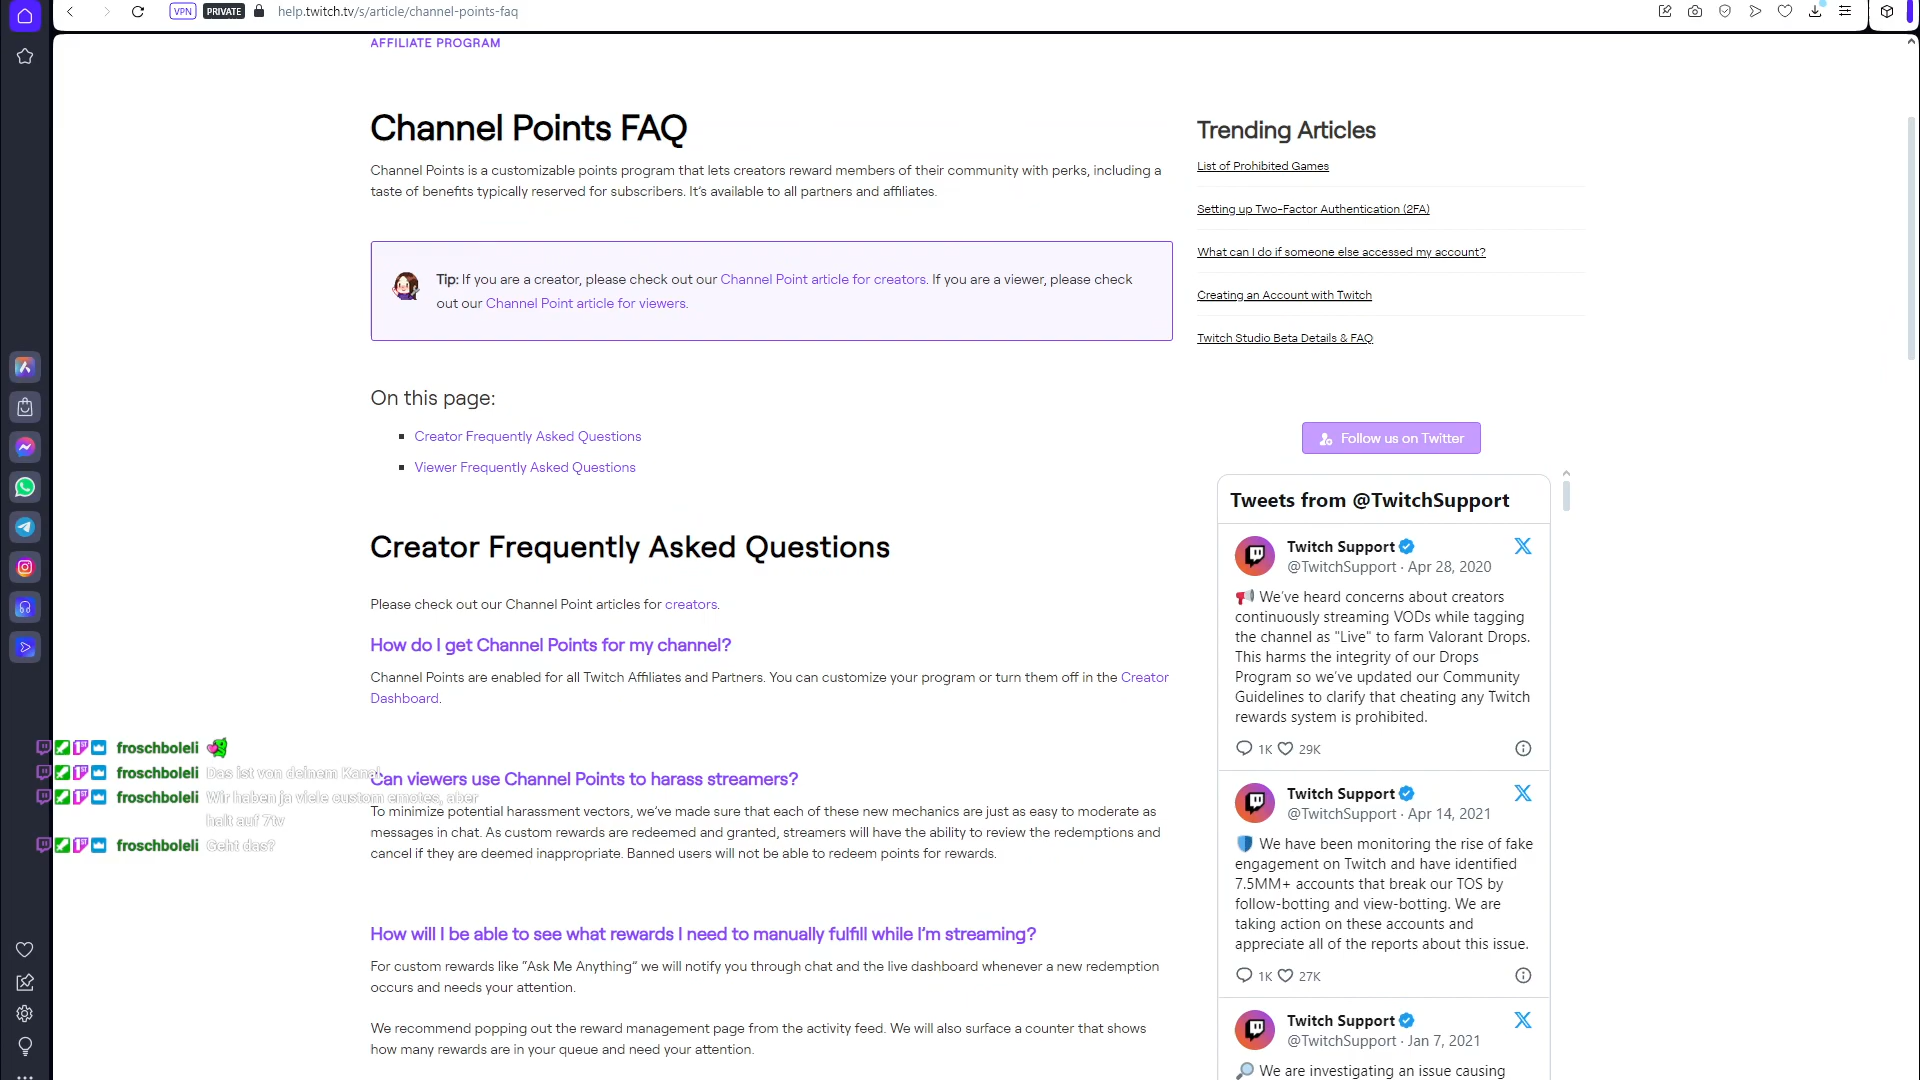 VPN PRIVATE help.twitch.tv/s/article/channel-points-faq
AFFILIATE PROGRAM
Channel Points FAQ
Channel Points is a customizable points program that lets creators reward members of their community with perks, including a
taste of benefits typically reserved for subscribers. It's available to all partners and affiliates.
Tip: If you are a creator, please check out our Channel Point article for creators. If you are a viewer, please check
out our Channel Point article for viewers.
On this page:
Creator Frequently Asked Questions
Viewer Frequently Asked Questions
Creator Frequently Asked Questions
Please check out our Channel Point articles for creators.
How do I get Channel Points for my channel?
Channel Points are enabled for all Twitch Affiliates and Partners. You can customize your program or turn them off in the Creator
Dashboard.
Can viewers use Channel Points to harass streamers?
To minimize potential harassment vectors, we've made sure that each of these new mechanics are just as easy to moderate as
messages in chat. As custom rewards are redeemed and granted, streamers will have the ability to review the redemptions and
cancel if they are deemed inappropriate. Banned users will not be able to redeem points for rewards.
How will I be able to see what rewards I need to manually fulfill while I'm streaming?
For custom rewards like "Ask Me Anything" we will notify you through chat and the live dashboard whenever a new redemption
occurs and needs your attention.
We recommend popping out the reward management page from the activity feed. We will also surface a counter that shows
how many rewards are in your queue and need your attention.
froschboleli
froschboleli Das ist von deinem Kanal
froschboleli Wir haben ja viele custom emotes, aber
halt auf 7tv
froschboleli Geht das?
Trending Articles
List of Prohibited Games
Setting up Two-Factor Authentication (2FA)
What can I do if someone else accessed my account?
Creating an Account with Twitch
Twitch Studio Beta Details & FAQ
Follow us on Twitter
Tweets from @TwitchSupport
Twitch Support
@TwitchSupport · Apr 28, 2020
We've heard concerns about creators
continuously streaming VODs while tagging
the channel as "Live" to farm Valorant Drops.
This harms the integrity of our Drops
Program so we've updated our Community
Guidelines to clarify that cheating any Twitch
rewards system is prohibited.
1K 29K
Twitch Support
@TwitchSupport · Apr 14, 2021
We have been monitoring the rise of fake
engagement on Twitch and have identified
7.5MM+ accounts that break our TOS by
follow-botting and view-botting. We are
taking action on these accounts and
appreciate all of the reports about this issue.
1K 27K
Twitch Support
@TwitchSupport · Jan 7, 2021
We are investigating an issue causing